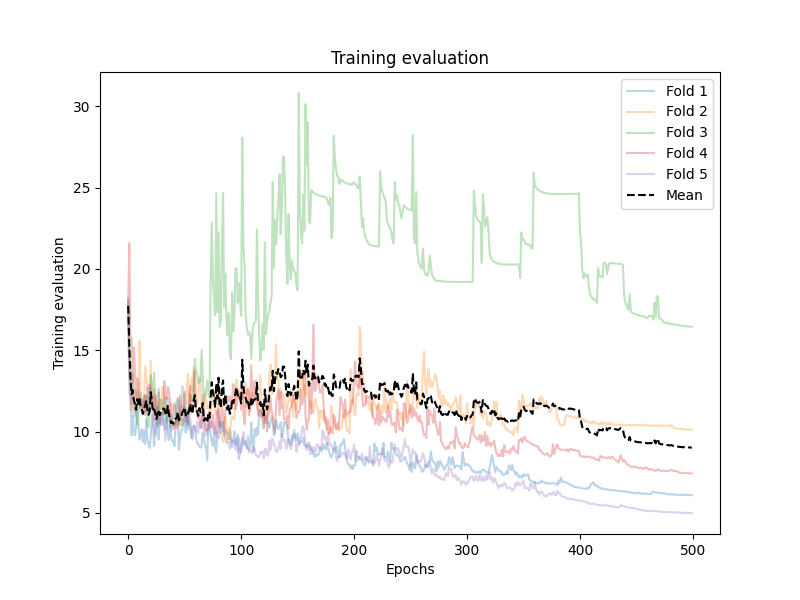 Training evaluation
Training evaluation
30
25
20
15
10
5
0
100
200
300
400
500
Epochs
Fold 1
Fold 2
Fold 3
Fold 4
Fold 5
Mean